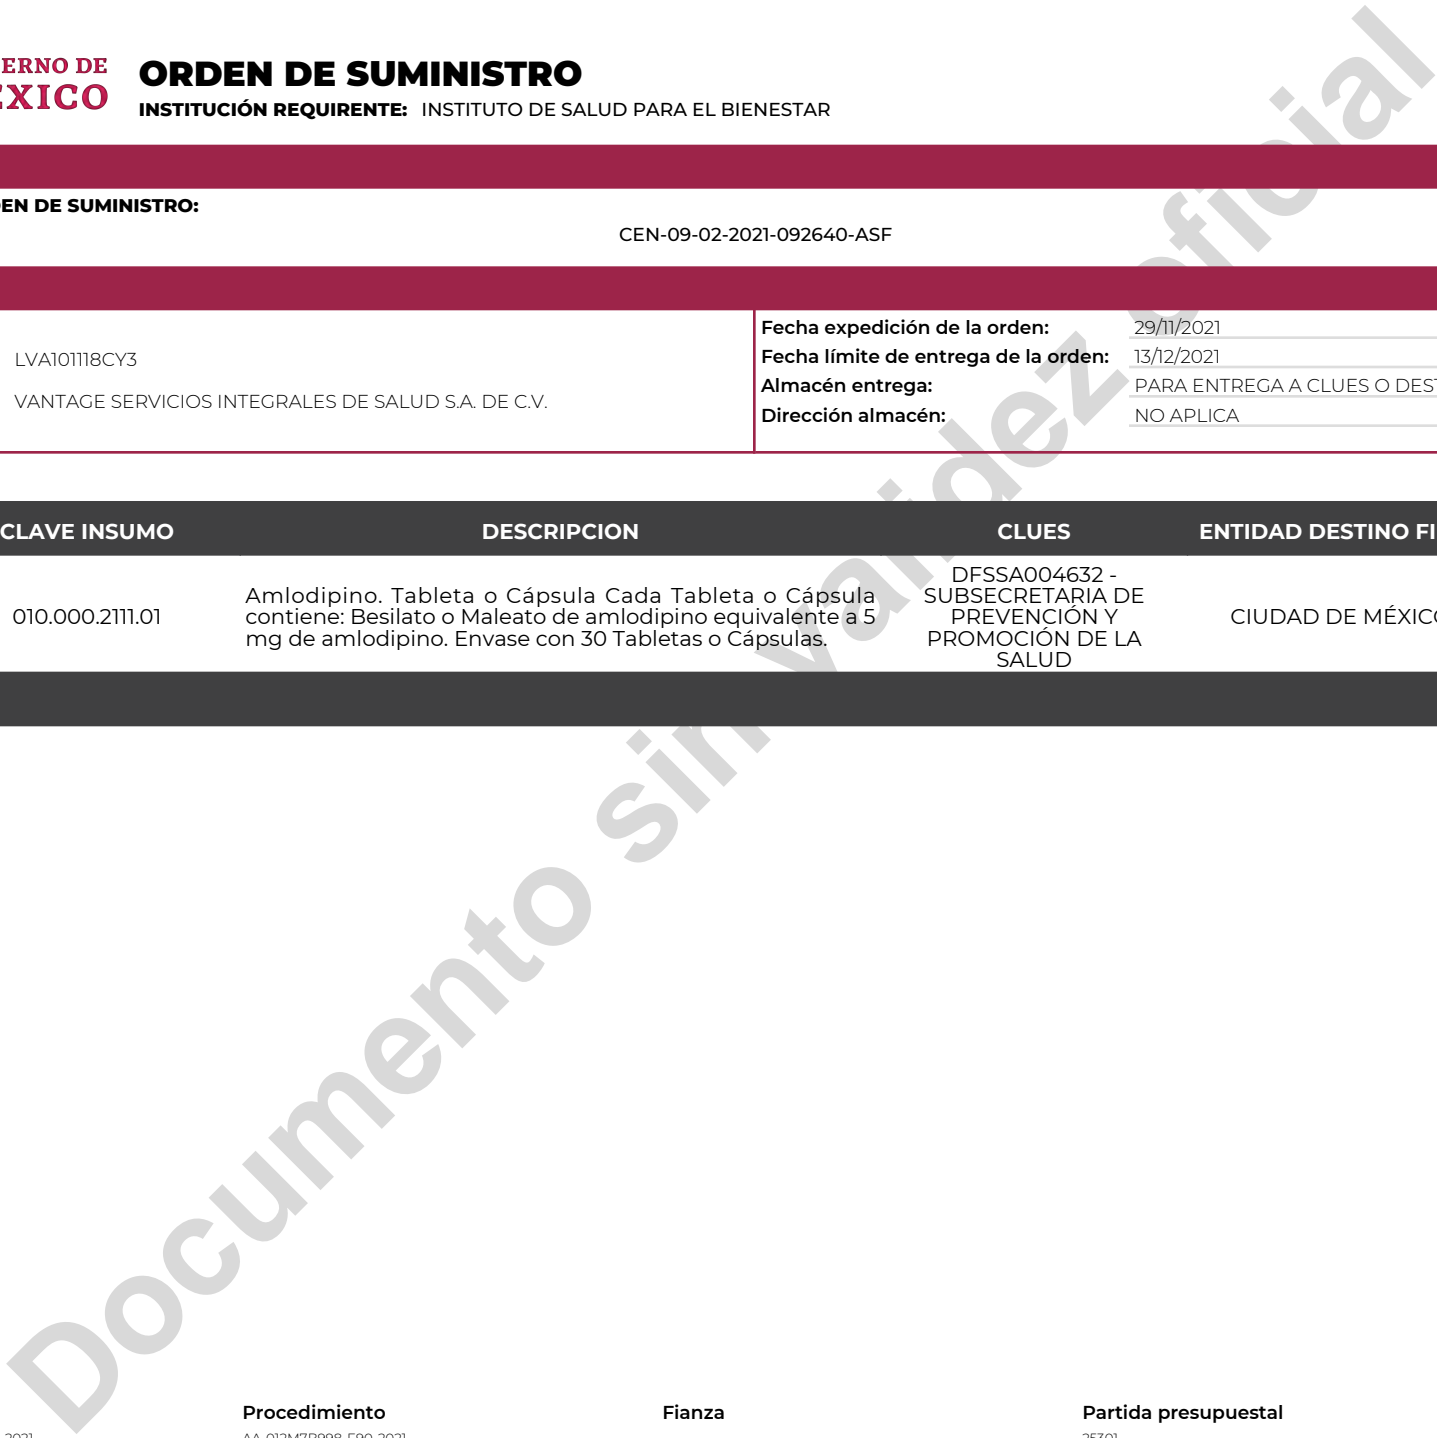 ERNO DE
ORDEN DE SUMINISTRO
INSTITUCIÓN REQUIRENTE: INSTITUTO DE SALUD PARA EL BIENESTAR
EN DE SUMINISTRO:
CEN-09-02-2021-092640-ASF
LVA101118CY3
VANTAGE SERVICIOS INTEGRALES DE SALUD S.A. DE C.V.
Fecha expedición de la orden: 29/11/2021
Fecha límite de entrega de la orden: 13/12/2021
Almacén entrega: PARA ENTREGA A CLUES O DEST
Dirección almacén: NO APLICA
CLAVE INSUMO DESCRIPCION CLUES ENTIDAD DESTINO FI
010.000.2111.01
Amlodipino. Tableta o Cápsula Cada Tableta o Cápsula
contiene: Besilato o Maleato de amlodipino equivalente a 5
mg de amlodipino. Envase con 30 Tabletas o Cápsulas.
DFSSA004632 -
SUBSECRETARIA DE
PREVENCIÓN Y
PROMOCIÓN DE LA
SALUD
CIUDAD DE MÉXICO
Documento sin validez oficial
Procedimiento Fianza Partida presupuestal